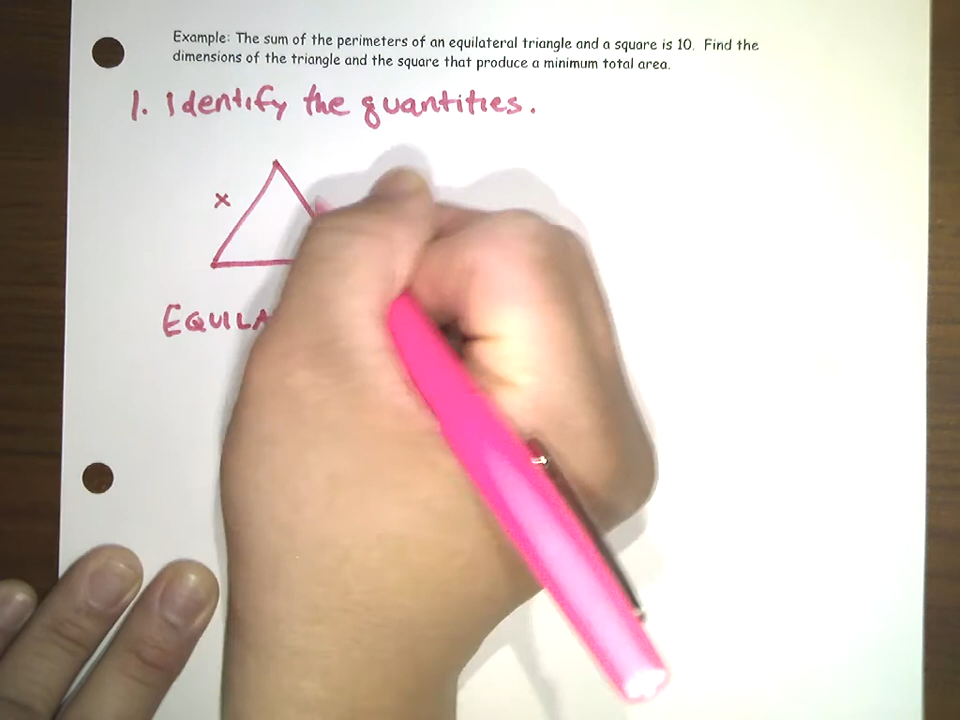 Example: The sum of the perimeters of an equilateral triangle and a square is 10. Find the
dimensions of the triangle and the square that produce a minimum total area.
1. Identify the quantities.
x